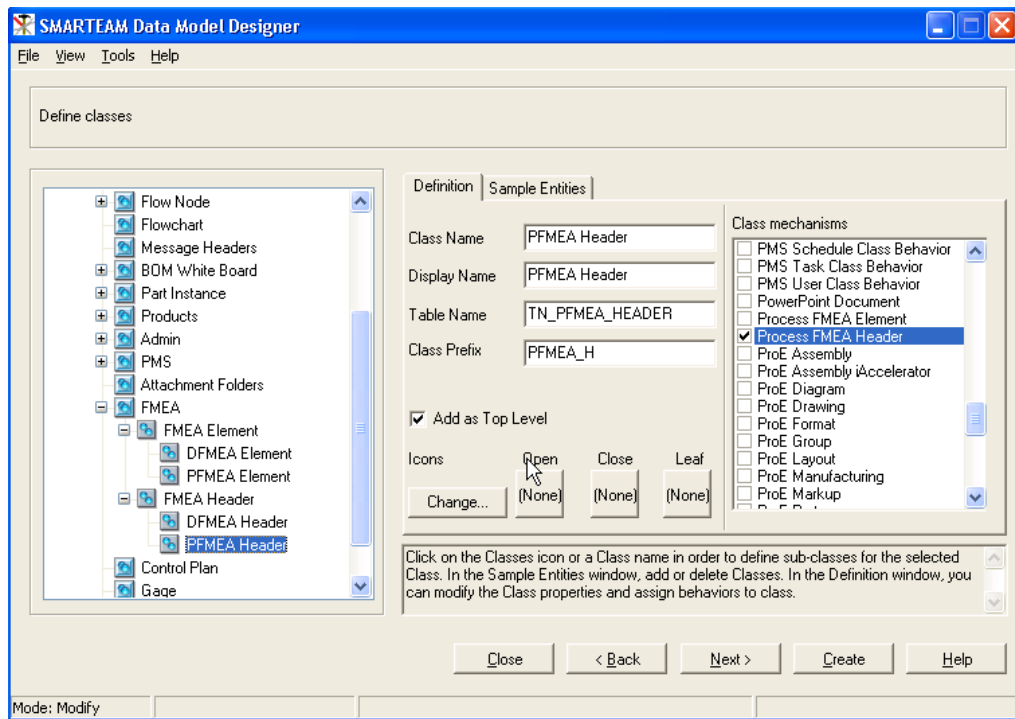 SMARTEAM Data Model Designer
File View Tools Help
Define classes
Flow Node
Flowchart
Message Headers
BOM White Board
Part Instance
Products
Admin
PMS
Attachment Folders
FMEA
FMEA Element
DFMEA Element
PFMEA Element
FMEA Header
DFMEA Header
PFMEA Header
Control Plan
Gage
Definition Sample Entities
Class Name PFMEA Header
Display Name PFMEA Header
Table Name TN_PFMEA_HEADER
Class Prefix PFMEA_H
Add as Top Level
Icons Open Close Leaf
Change... (None) (None) (None)
Class mechanisms
PMS Schedule Class Behavior
PMS Task Class Behavior
PMS User Class Behavior
PowerPoint Document
Process FMEA Element
Process FMEA Header
ProE Assembly
ProE Assembly iAccelerator
ProE Diagram
ProE Drawing
ProE Format
ProE Group
ProE Layout
ProE Manufacturing
ProE Markup
Click on the Classes icon or a Class name in order to define sub-classes for the selected
Class. In the Sample Entities window, add or delete Classes. In the Definition window, you
can modify the Class properties and assign behaviors to class.
Close < Back Next > Create Help
Mode: Modify